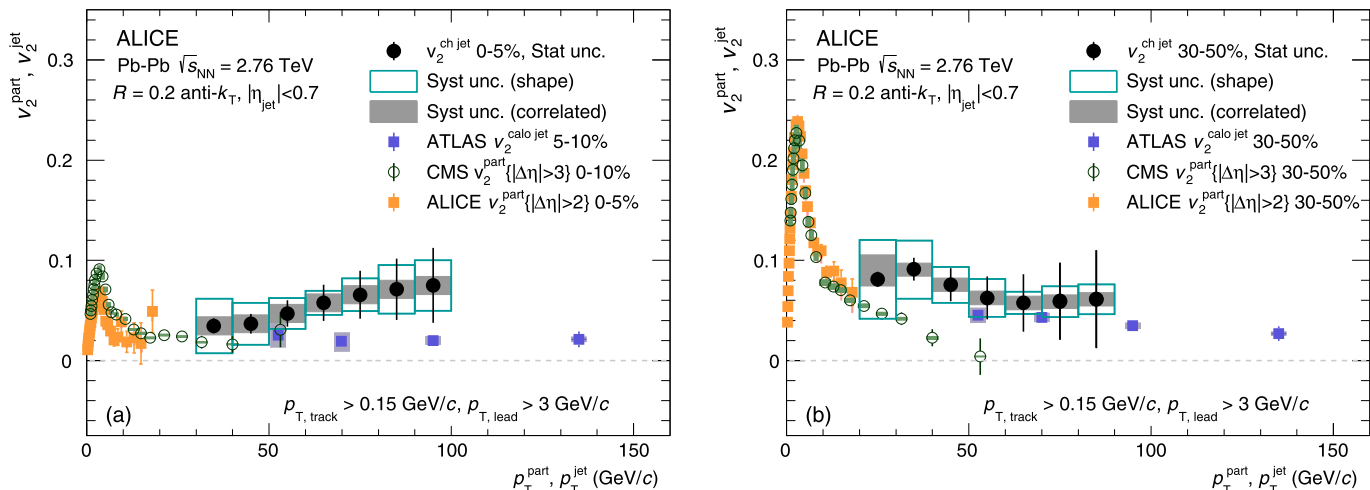 ALICE
Pb-Pb √sNN = 2.76 TeV
R = 0.2 anti-kT, |ηjet|<0.7
v2ch jet 0-5%, Stat unc.
Syst unc. (shape)
Syst unc. (correlated)
ATLAS v2calo jet 5-10%
CMS v2part{|Δη|>3} 0-10%
ALICE v2part{|Δη|>2} 0-5%
v2part, v2jet
0.3
0.2
0.1
0
(a)
pT, track > 0.15 GeV/c, pT, lead > 3 GeV/c
0 50 100 150
pTpart, pTjet (GeV/c)
ALICE
Pb-Pb √sNN = 2.76 TeV
R = 0.2 anti-kT, |ηjet|<0.7
v2ch jet 30-50%, Stat unc.
Syst unc. (shape)
Syst unc. (correlated)
ATLAS v2calo jet 30-50%
CMS v2part{|Δη|>3} 30-50%
ALICE v2part{|Δη|>2} 30-50%
v2part, v2jet
0.3
0.2
0.1
0
(b)
pT, track > 0.15 GeV/c, pT, lead > 3 GeV/c
0 50 100 150
pTpart, pTjet (GeV/c)